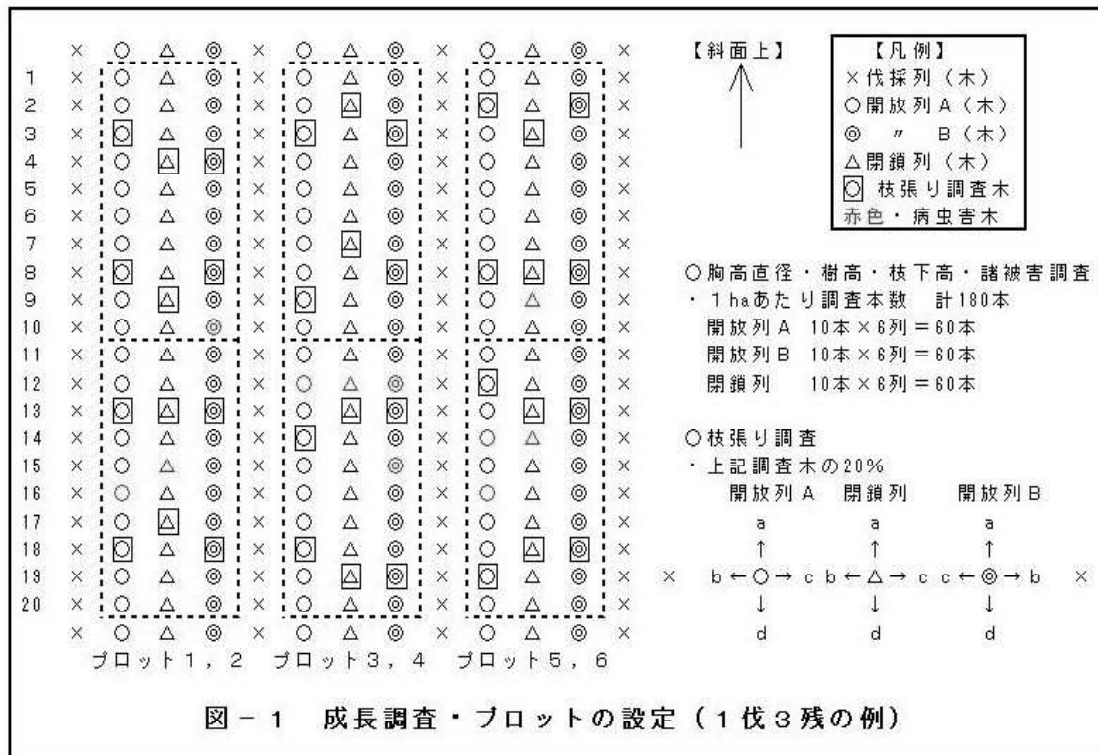 × ○ △ ◎ × ○ △ ◎ × ○ △ ◎ ×
1 × ○ △ ◎ × ○ △ ◎ × ○ △ ◎ ×
2 × ○ △ ◎ × ○ △ ◎ × ○ △ ◎ ×
3 × ○ △ ◎ × ○ △ ◎ × ○ △ ◎ ×
4 × ○ △ ◎ × ○ △ ◎ × ○ △ ◎ ×
5 × ○ △ ◎ × ○ △ ◎ × ○ △ ◎ ×
6 × ○ △ ◎ × ○ △ ◎ × ○ △ ◎ ×
7 × ○ △ ◎ × ○ △ ◎ × ○ △ ◎ ×
8 × ○ △ ◎ × ○ △ ◎ × ○ △ ◎ ×
9 × ○ △ ◎ × ○ △ ◎ × ○ △ ◎ ×
10 × ○ △ ◎ × ○ △ ◎ × ○ △ ◎ ×
11 × ○ △ ◎ × ○ △ ◎ × ○ △ ◎ ×
12 × ○ △ ◎ × ○ △ ◎ × ○ △ ◎ ×
13 × ○ △ ◎ × ○ △ ◎ × ○ △ ◎ ×
14 × ○ △ ◎ × ○ △ ◎ × ○ △ ◎ ×
15 × ○ △ ◎ × ○ △ ◎ × ○ △ ◎ ×
16 × ○ △ ◎ × ○ △ ◎ × ○ △ ◎ ×
17 × ○ △ ◎ × ○ △ ◎ × ○ △ ◎ ×
18 × ○ △ ◎ × ○ △ ◎ × ○ △ ◎ ×
19 × ○ △ ◎ × ○ △ ◎ × ○ △ ◎ ×
20 × ○ △ ◎ × ○ △ ◎ × ○ △ ◎ ×
× ○ △ ◎ × ○ △ ◎ × ○ △ ◎ ×
プロット1，2 プロット3，4 プロット5，6
【斜面上】
【凡例】
×伐採列（木）
○開放列A（木）
◎ 〃 B（木）
△閉鎖列（木）
○ 枝張り調査木
赤色・病虫害木
○胸高直径・樹高・枝下高・諸被害調査
・1haあたり調査本数 計180本
開放列A 10本×6列＝60本
開放列B 10本×6列＝60本
閉鎖列 10本×6列＝60本
○枝張り調査
・上記調査木の20%
開放列A 閉鎖列 開放列B
a a a
↑ ↑ ↑
× b←○→c b←△→c c←◎→b ×
↓ ↓ ↓
d d d
図－1 成長調査・プロットの設定（1伐3残の例）